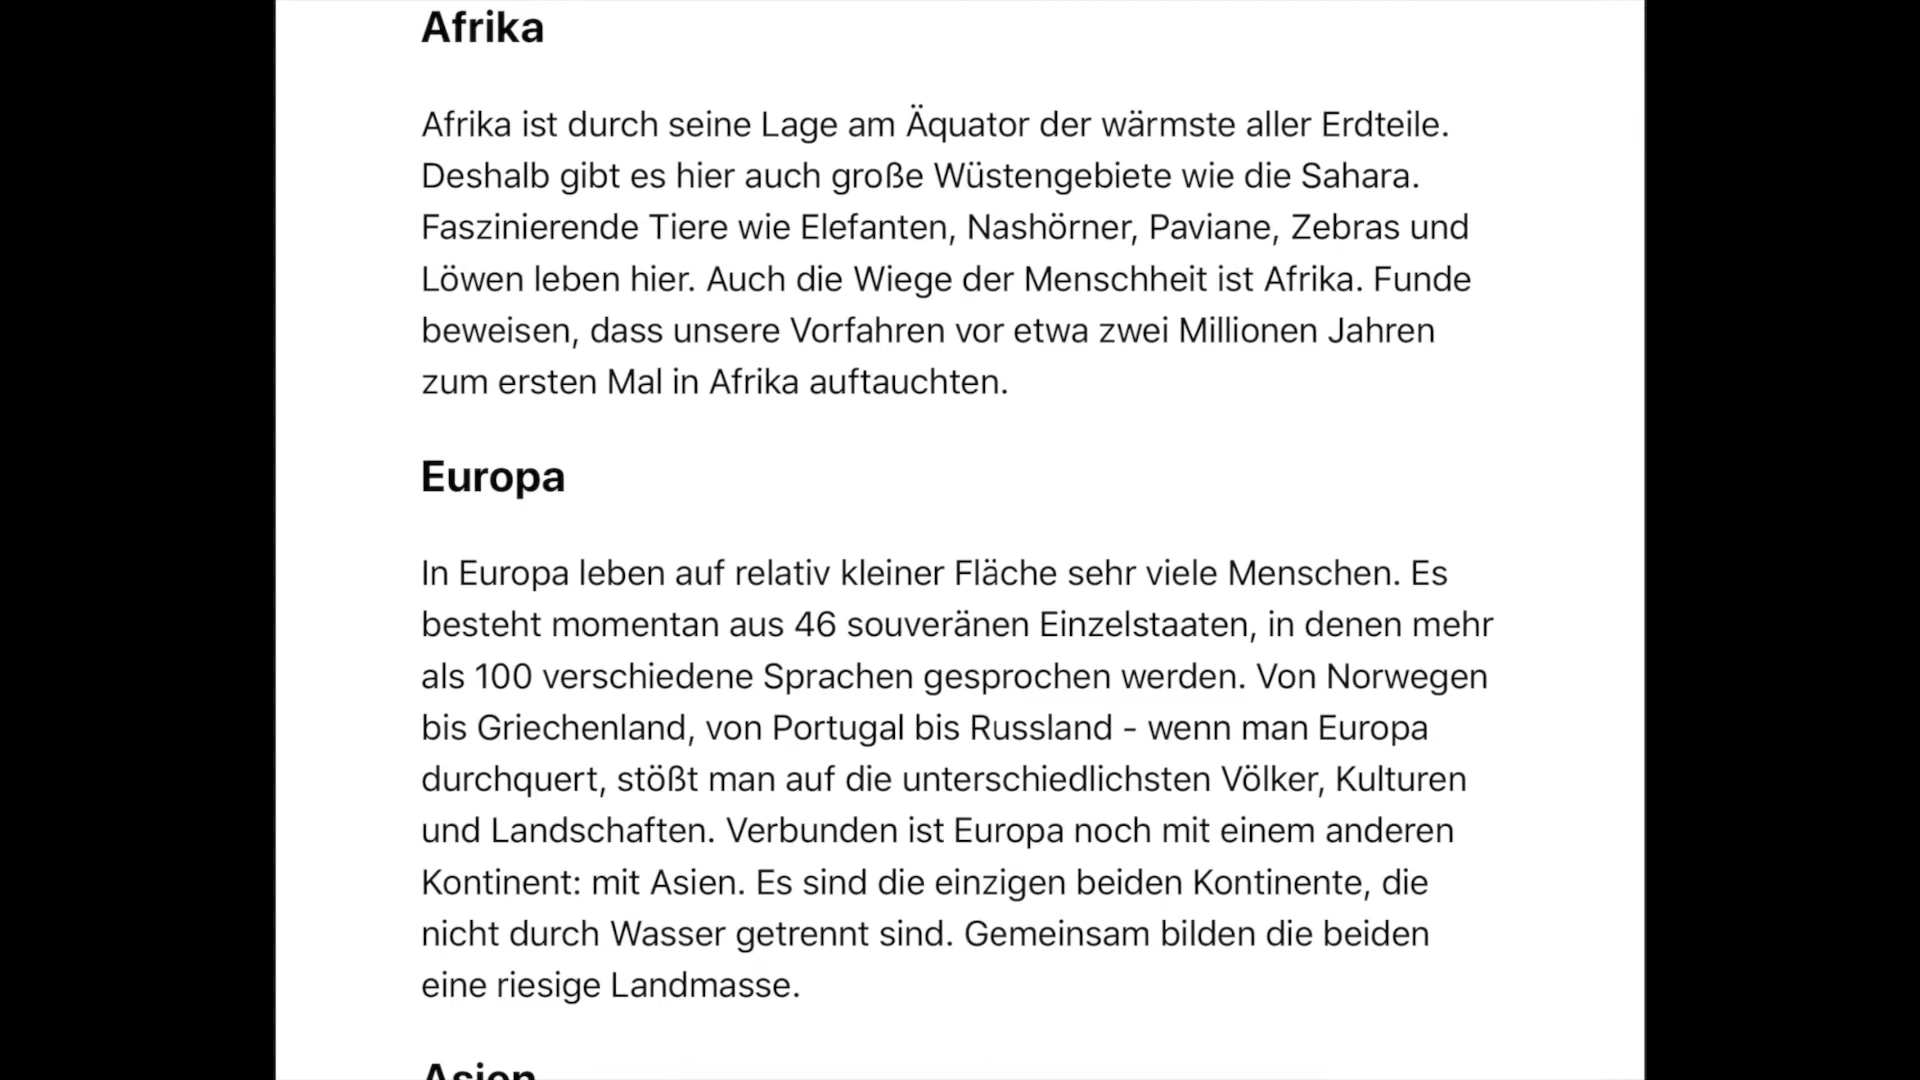 Afrika
Afrika ist durch seine Lage am Äquator der wärmste aller Erdteile.
Deshalb gibt es hier auch große Wüstengebiete wie die Sahara.
Faszinierende Tiere wie Elefanten, Nashörner, Paviane, Zebras und
Löwen leben hier. Auch die Wiege der Menschheit ist Afrika. Funde
beweisen, dass unsere Vorfahren vor etwa zwei Millionen Jahren
zum ersten Mal in Afrika auftauchten.
Europa
In Europa leben auf relativ kleiner Fläche sehr viele Menschen. Es
besteht momentan aus 46 souveränen Einzelstaaten, in denen mehr
als 100 verschiedene Sprachen gesprochen werden. Von Norwegen
bis Griechenland, von Portugal bis Russland - wenn man Europa
durchquert, stößt man auf die unterschiedlichsten Völker, Kulturen
und Landschaften. Verbunden ist Europa noch mit einem anderen
Kontinent: mit Asien. Es sind die einzigen beiden Kontinente, die
nicht durch Wasser getrennt sind. Gemeinsam bilden die beiden
eine riesige Landmasse.
Asien